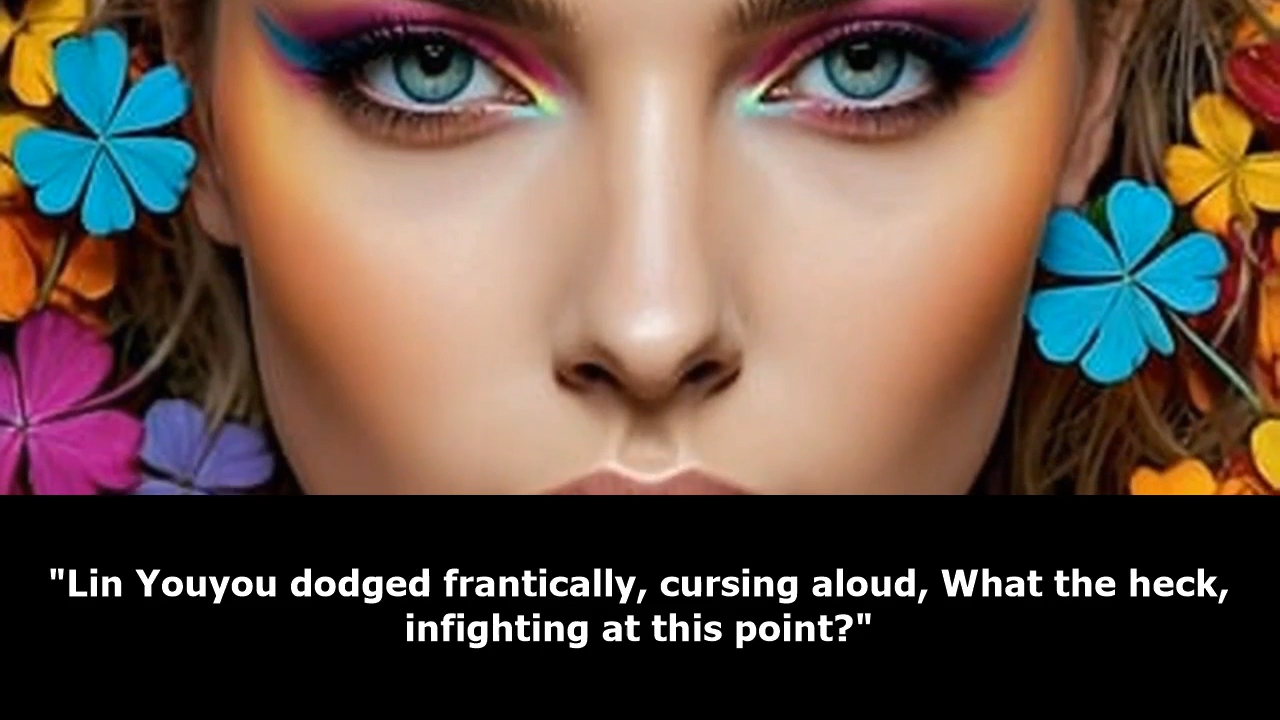 "Lin Youyou dodged frantically, cursing aloud, What the heck,
infighting at this point?"